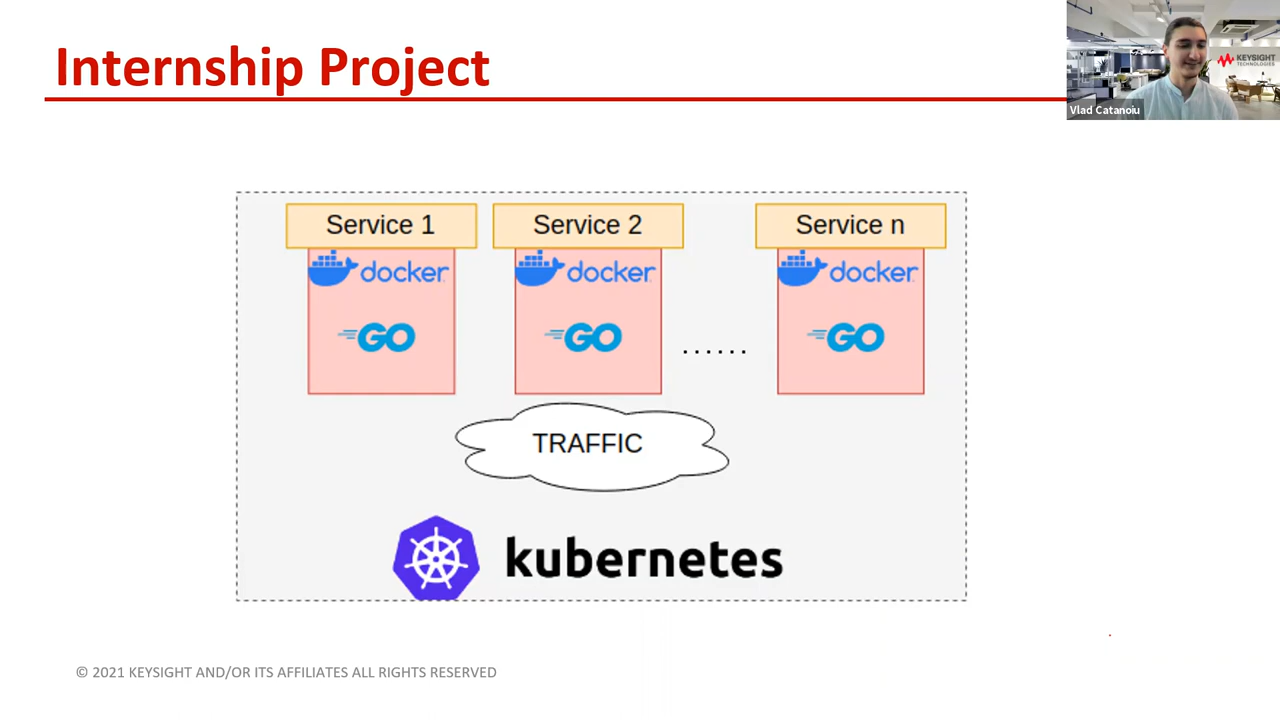 Internship Project
KEYSIGHT
TECHNOLOGIES
Vlad Catanoiu
Service 1
Service 2
Service n
docker
docker
docker
GO
GO
GO
......
TRAFFIC
kubernetes
© 2021 KEYSIGHT AND/OR ITS AFFILIATES ALL RIGHTS RESERVED